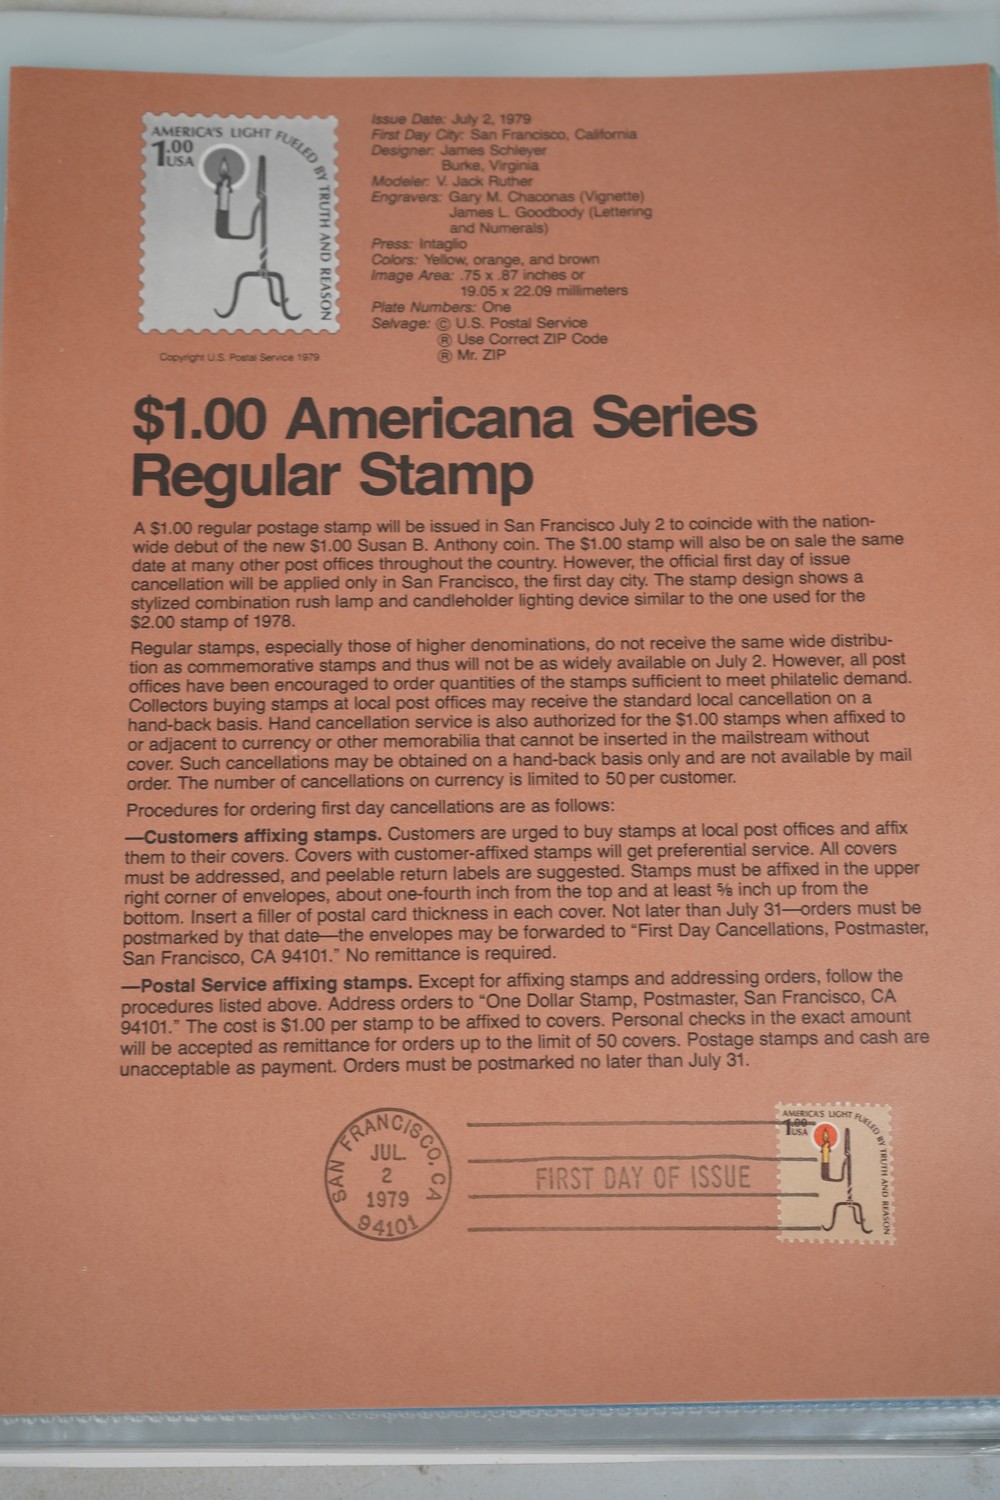 AMERICA'S LIGHT FUELED BY TRUTH AND REASON
1.00
USA
Copyright U.S. Postal Service 1979
Issue Date: July 2, 1979
First Day City: San Francisco, California
Designer: James Schleyer
Burke, Virginia
Modeler: V. Jack Ruther
Engravers: Gary M. Chaconas (Vignette)
James L. Goodbody (Lettering
and Numerals)
Press: Intaglio
Colors: Yellow, orange, and brown
Image Area: .75 x .87 inches or
19.05 x 22.09 millimeters
Plate Numbers: One
Selvage: © U.S. Postal Service
® Use Correct ZIP Code
® Mr. ZIP
$1.00 Americana Series
Regular Stamp
A $1.00 regular postage stamp will be issued in San Francisco July 2 to coincide with the nation-
wide debut of the new $1.00 Susan B. Anthony coin. The $1.00 stamp will also be on sale the same
date at many other post offices throughout the country. However, the official first day of issue
cancellation will be applied only in San Francisco, the first day city. The stamp design shows a
stylized combination rush lamp and candleholder lighting device similar to the one used for the
$2.00 stamp of 1978.
Regular stamps, especially those of higher denominations, do not receive the same wide distribu-
tion as commemorative stamps and thus will not be as widely available on July 2. However, all post
offices have been encouraged to order quantities of the stamps sufficient to meet philatelic demand.
Collectors buying stamps at local post offices may receive the standard local cancellation on a
hand-back basis. Hand cancellation service is also authorized for the $1.00 stamps when affixed to
or adjacent to currency or other memorabilia that cannot be inserted in the mailstream without
cover. Such cancellations may be obtained on a hand-back basis only and are not available by mail
order. The number of cancellations on currency is limited to 50 per customer.
Procedures for ordering first day cancellations are as follows:
—Customers affixing stamps. Customers are urged to buy stamps at local post offices and affix
them to their covers. Covers with customer-affixed stamps will get preferential service. All covers
must be addressed, and peelable return labels are suggested. Stamps must be affixed in the upper
right corner of envelopes, about one-fourth inch from the top and at least ⅝ inch up from the
bottom. Insert a filler of postal card thickness in each cover. Not later than July 31—orders must be
postmarked by that date—the envelopes may be forwarded to “First Day Cancellations, Postmaster,
San Francisco, CA 94101.” No remittance is required.
—Postal Service affixing stamps. Except for affixing stamps and addressing orders, follow the
procedures listed above. Address orders to “One Dollar Stamp, Postmaster, San Francisco, CA
94101.” The cost is $1.00 per stamp to be affixed to covers. Personal checks in the exact amount
will be accepted as remittance for orders up to the limit of 50 covers. Postage stamps and cash are
unacceptable as payment. Orders must be postmarked no later than July 31.
SAN FRANCISCO, CA
JUL
2
1979
94101
FIRST DAY OF ISSUE
AMERICA'S LIGHT FUELED BY TRUTH AND REASON
1.00
USA